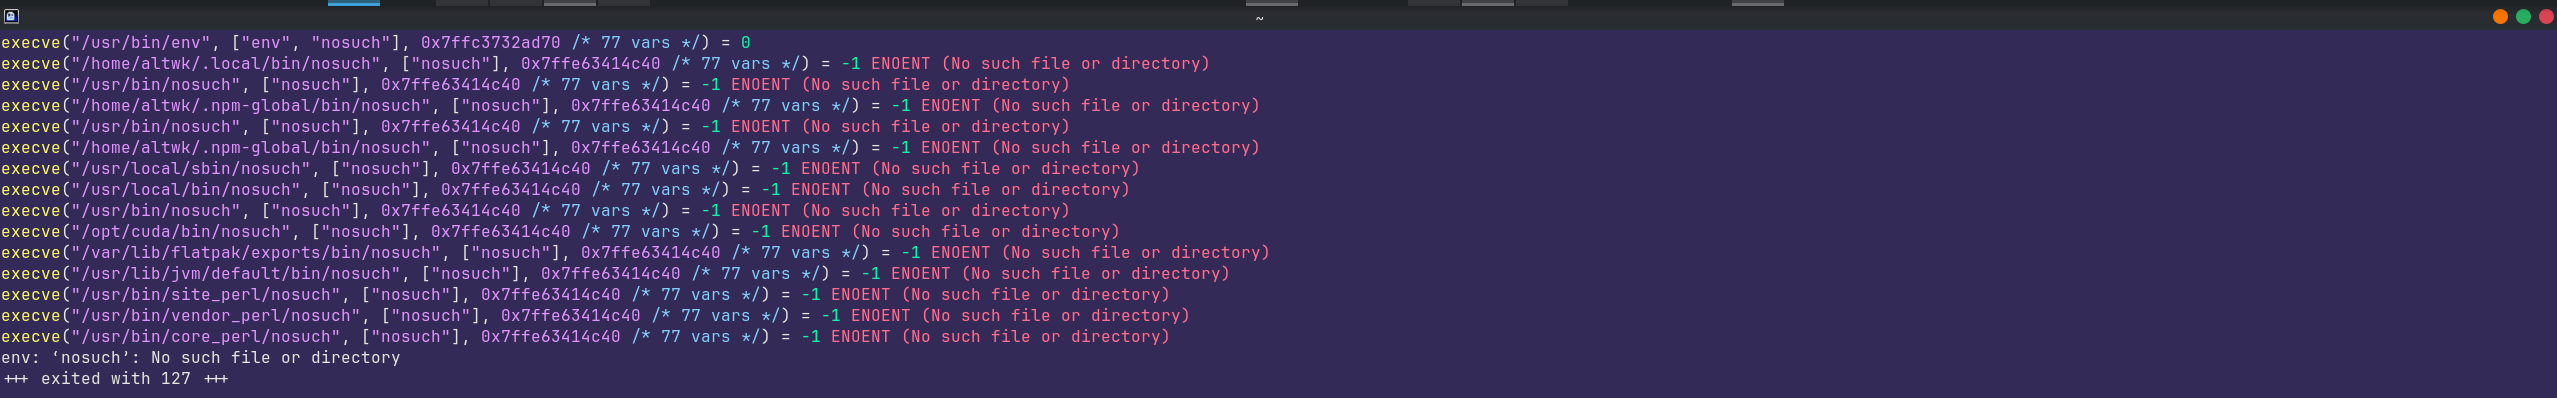 ~
execve("/usr/bin/env", ["env", "nosuch"], 0x7ffc3732ad70 /* 77 vars */) = 0
execve("/home/altwk/.local/bin/nosuch", ["nosuch"], 0x7ffe63414c40 /* 77 vars */) = -1 ENOENT (No such file or directory)
execve("/usr/bin/nosuch", ["nosuch"], 0x7ffe63414c40 /* 77 vars */) = -1 ENOENT (No such file or directory)
execve("/home/altwk/.npm-global/bin/nosuch", ["nosuch"], 0x7ffe63414c40 /* 77 vars */) = -1 ENOENT (No such file or directory)
execve("/usr/bin/nosuch", ["nosuch"], 0x7ffe63414c40 /* 77 vars */) = -1 ENOENT (No such file or directory)
execve("/home/altwk/.npm-global/bin/nosuch", ["nosuch"], 0x7ffe63414c40 /* 77 vars */) = -1 ENOENT (No such file or directory)
execve("/usr/local/sbin/nosuch", ["nosuch"], 0x7ffe63414c40 /* 77 vars */) = -1 ENOENT (No such file or directory)
execve("/usr/local/bin/nosuch", ["nosuch"], 0x7ffe63414c40 /* 77 vars */) = -1 ENOENT (No such file or directory)
execve("/usr/bin/nosuch", ["nosuch"], 0x7ffe63414c40 /* 77 vars */) = -1 ENOENT (No such file or directory)
execve("/opt/cuda/bin/nosuch", ["nosuch"], 0x7ffe63414c40 /* 77 vars */) = -1 ENOENT (No such file or directory)
execve("/var/lib/flatpak/exports/bin/nosuch", ["nosuch"], 0x7ffe63414c40 /* 77 vars */) = -1 ENOENT (No such file or directory)
execve("/usr/lib/jvm/default/bin/nosuch", ["nosuch"], 0x7ffe63414c40 /* 77 vars */) = -1 ENOENT (No such file or directory)
execve("/usr/bin/site_perl/nosuch", ["nosuch"], 0x7ffe63414c40 /* 77 vars */) = -1 ENOENT (No such file or directory)
execve("/usr/bin/vendor_perl/nosuch", ["nosuch"], 0x7ffe63414c40 /* 77 vars */) = -1 ENOENT (No such file or directory)
execve("/usr/bin/core_perl/nosuch", ["nosuch"], 0x7ffe63414c40 /* 77 vars */) = -1 ENOENT (No such file or directory)
env: ‘nosuch’: No such file or directory
+++ exited with 127 +++